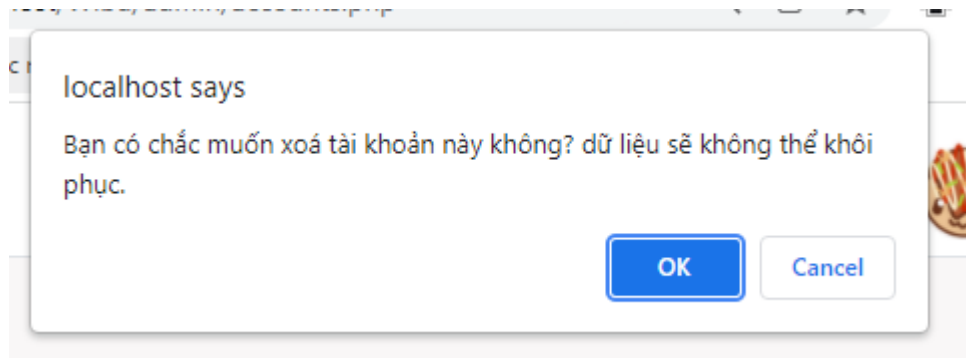 localhost says
Bạn có chắc muốn xoá tài khoản này không? dữ liệu sẽ không thể khôi
phục.
OK
Cancel